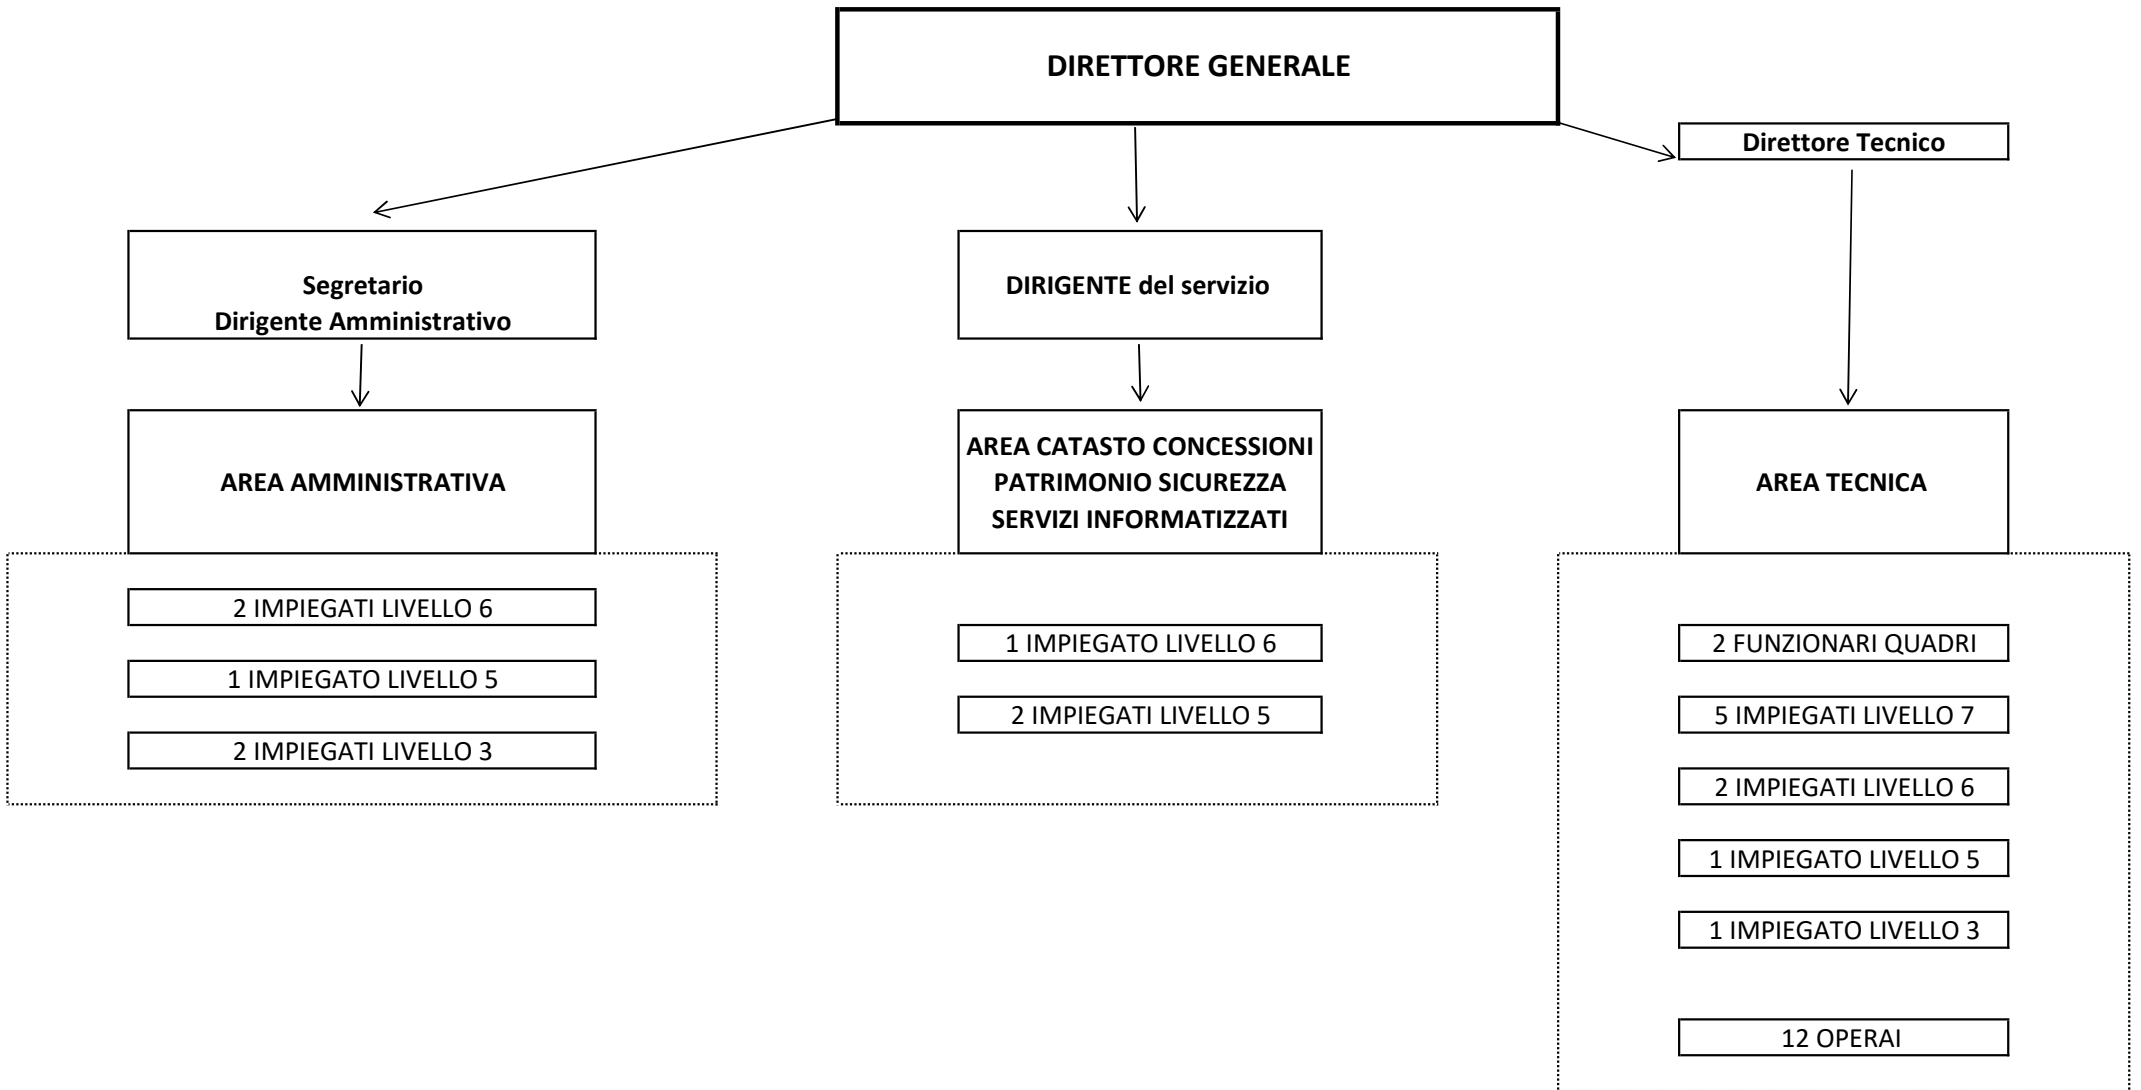 DIRETTORE GENERALE
Direttore Tecnico
Segretario
Dirigente Amministrativo
DIRIGENTE del servizio
AREA AMMINISTRATIVA
AREA CATASTO CONCESSIONI
PATRIMONIO SICUREZZA
SERVIZI INFORMATIZZATI
AREA TECNICA
2 IMPIEGATI LIVELLO 6
1 IMPIEGATO LIVELLO 5
2 IMPIEGATI LIVELLO 3
1 IMPIEGATO LIVELLO 6
2 IMPIEGATI LIVELLO 5
2 FUNZIONARI QUADRI
5 IMPIEGATI LIVELLO 7
2 IMPIEGATI LIVELLO 6
1 IMPIEGATO LIVELLO 5
1 IMPIEGATO LIVELLO 3
12 OPERAI